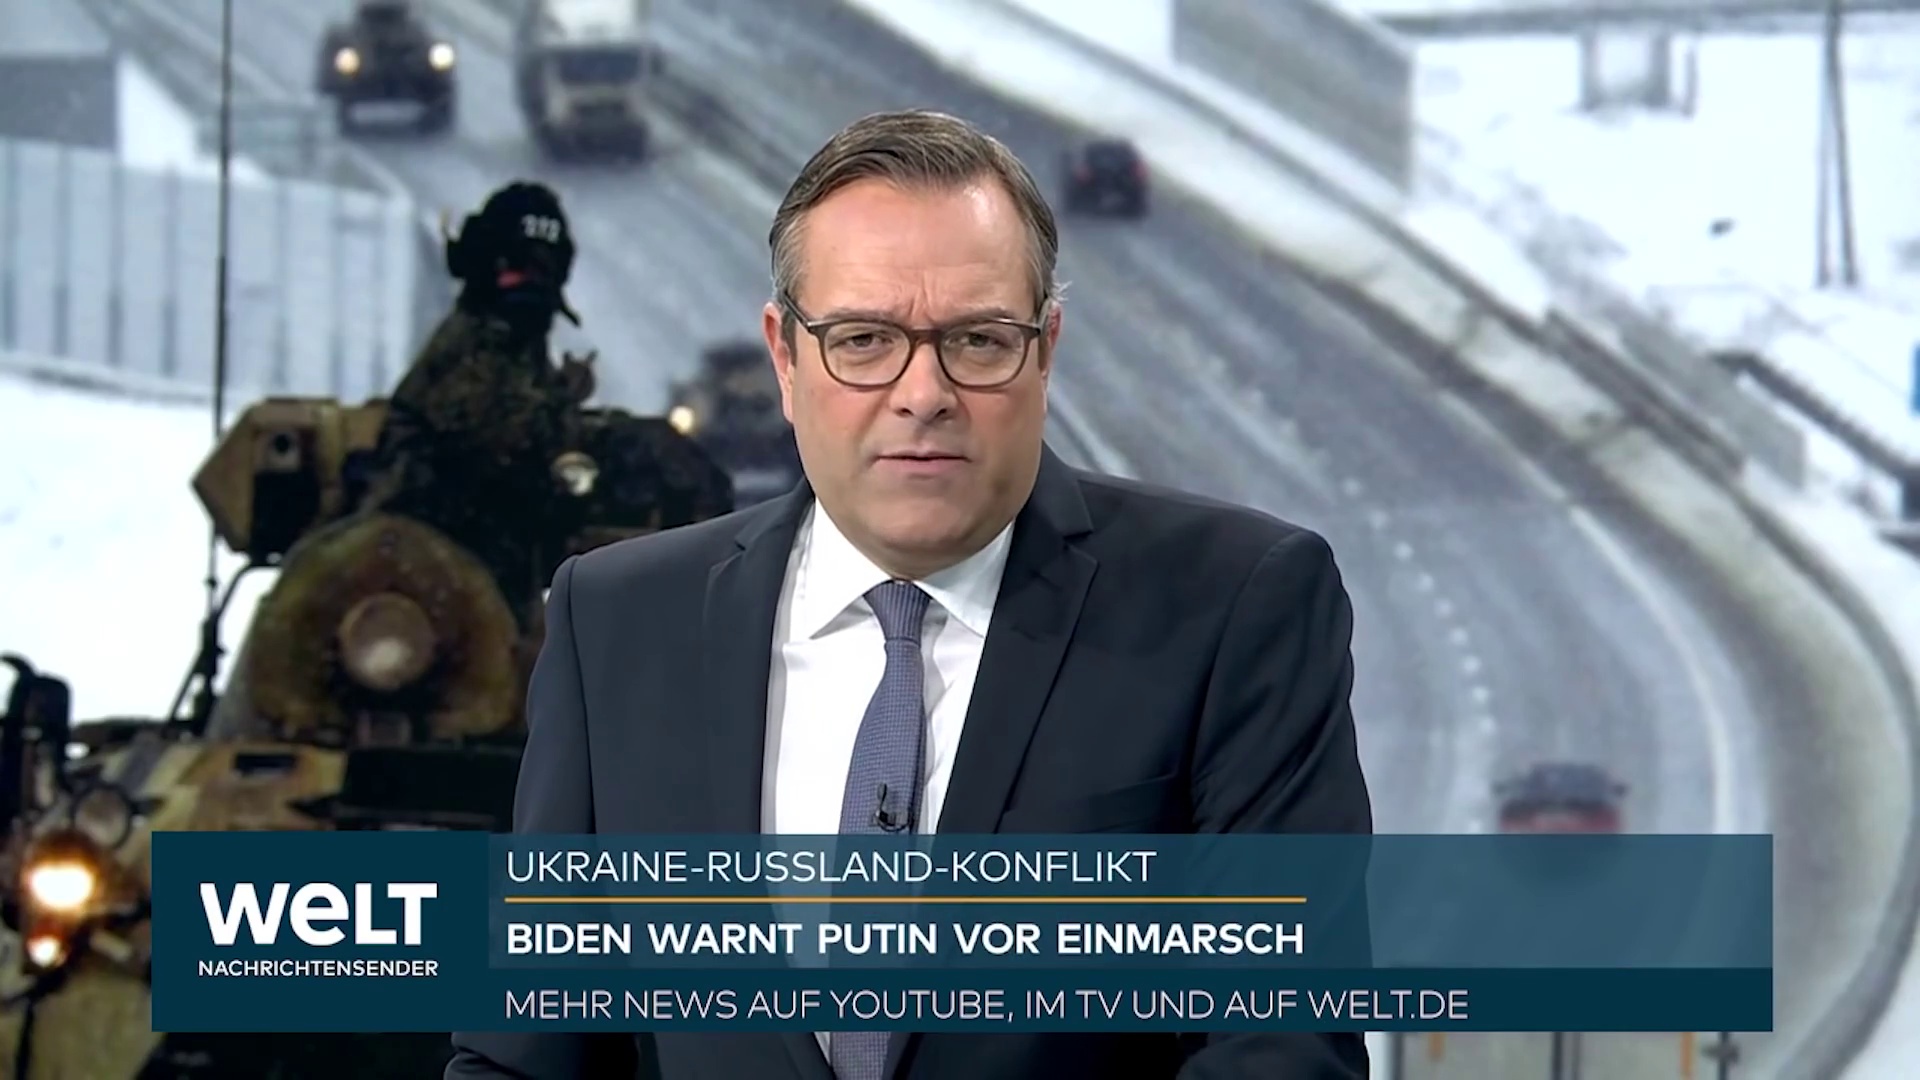 212
UKRAINE-RUSSLAND-KONFLIKT
welt
NACHRICHTENSENDER
BIDEN WARNT PUTIN VOR EINMARSCH
MEHR NEWS AUF YOUTUBE, IM TV UND AUF WELT.DE